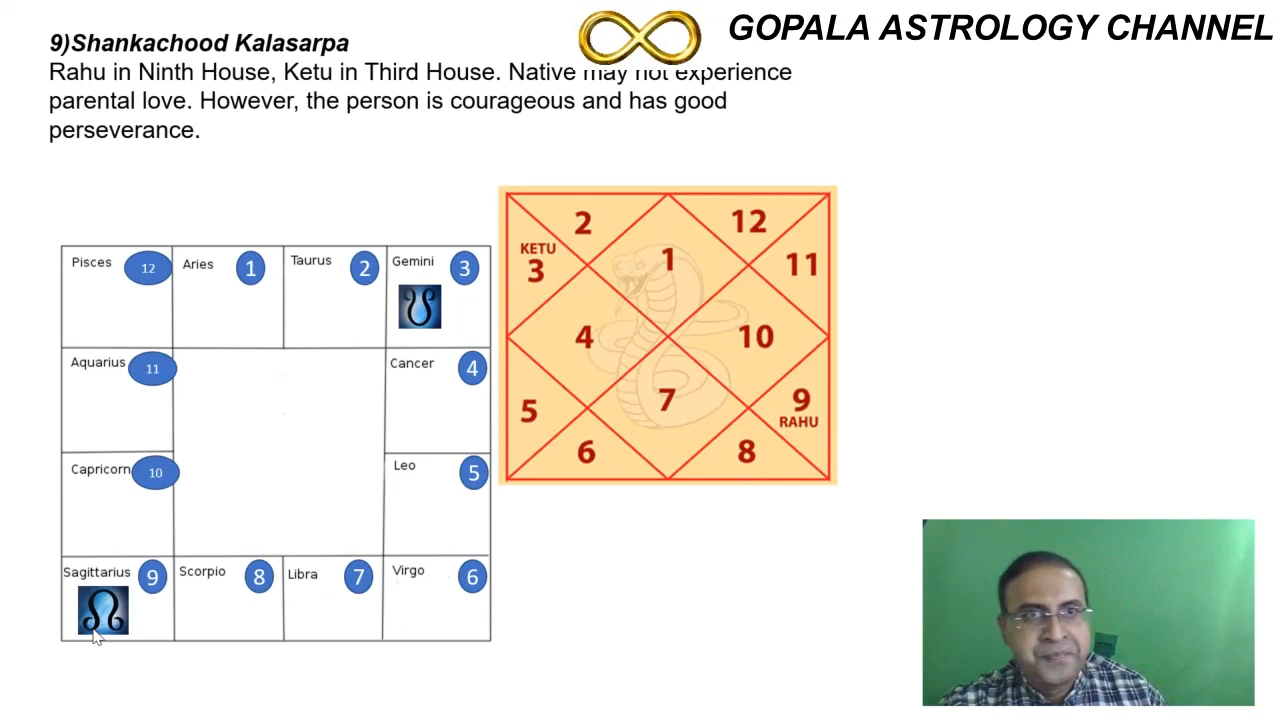 9)Shankachood Kalasarpa
GOPALA ASTROLOGY CHANNEL
Rahu in Ninth House, Ketu in Third House. Native may not experience
parental love. However, the person is courageous and has good
perseverance.
Pisces 12 Aries 1 Taurus 2 Gemini 3
Aquarius 11 Cancer 4
Capricorn 10 Leo 5
Sagittarius 9 Scorpio 8 Libra 7 Virgo 6
2 12
KETU
3 1 11
4 10
5 7 9
RAHU
6 8